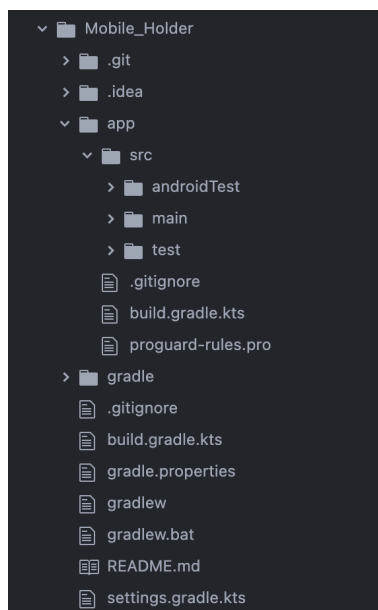 Mobile_Holder
.git
.idea
app
src
androidTest
main
test
.gitignore
build.gradle.kts
proguard-rules.pro
gradle
.gitignore
build.gradle.kts
gradle.properties
gradlew
gradlew.bat
README.md
settings.gradle.kts